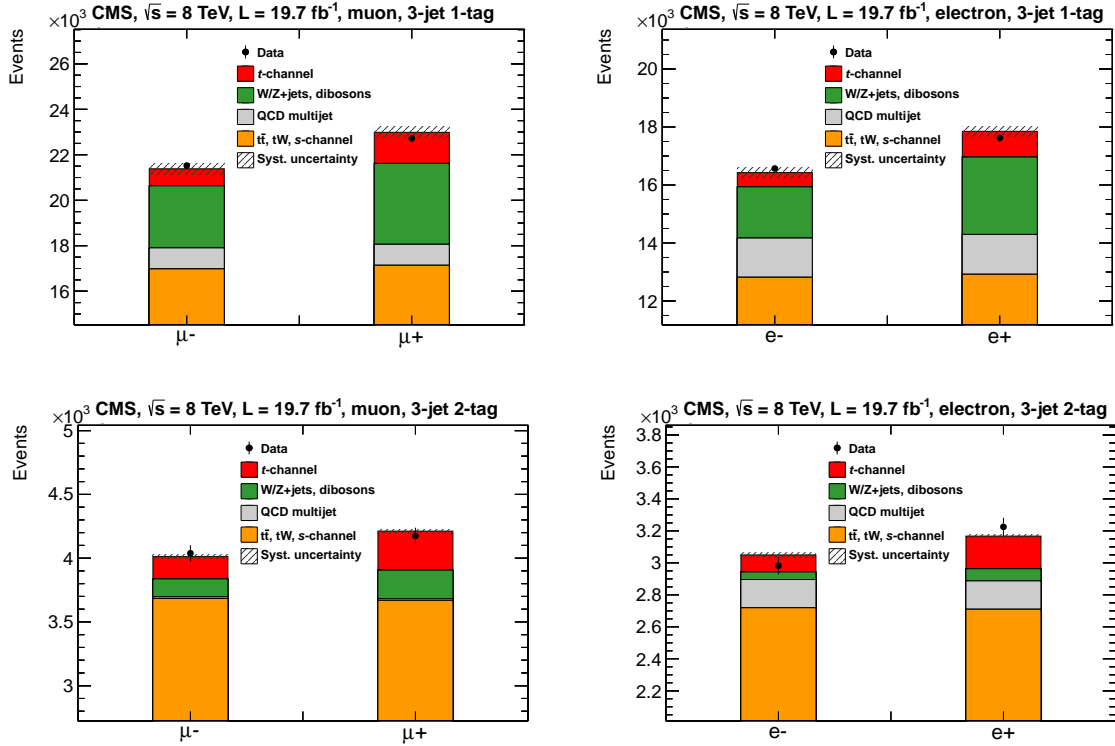 CMS, √s = 8 TeV, L = 19.7 fb⁻¹, muon, 3-jet 1-tag
×10³
Events
26
24
22
20
18
16
Data
t-channel
W/Z+jets, dibosons
QCD multijet
tt̄, tW, s-channel
Syst. uncertainty
μ-
μ+
CMS, √s = 8 TeV, L = 19.7 fb⁻¹, electron, 3-jet 1-tag
×10³
Events
20
18
16
14
12
Data
t-channel
W/Z+jets, dibosons
QCD multijet
tt̄, tW, s-channel
Syst. uncertainty
e-
e+
CMS, √s = 8 TeV, L = 19.7 fb⁻¹, muon, 3-jet 2-tag
×10³
Events
5
4.5
4
3.5
3
Data
t-channel
W/Z+jets, dibosons
QCD multijet
tt̄, tW, s-channel
Syst. uncertainty
μ-
μ+
CMS, √s = 8 TeV, L = 19.7 fb⁻¹, electron, 3-jet 2-tag
×10³
Events
3.8
3.6
3.4
3.2
3
2.8
2.6
2.4
2.2
Data
t-channel
W/Z+jets, dibosons
QCD multijet
tt̄, tW, s-channel
Syst. uncertainty
e-
e+